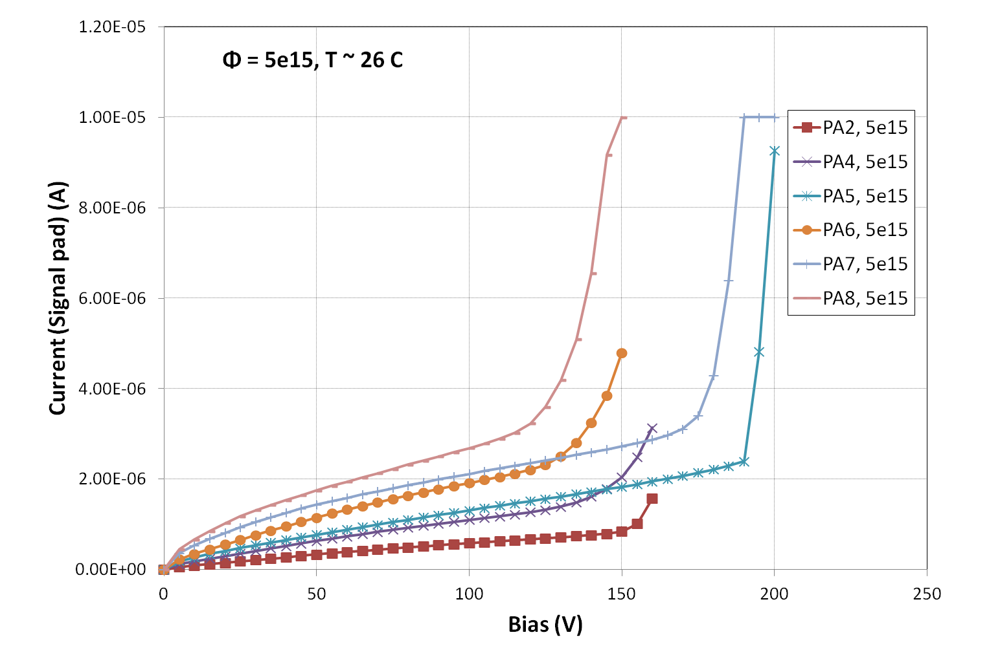 1.20E-05
Φ = 5e15, T ~ 26 C
1.00E-05
8.00E-06
6.00E-06
4.00E-06
2.00E-06
0.00E+00
Current (Signal pad) (A)
PA2, 5e15
PA4, 5e15
PA5, 5e15
PA6, 5e15
PA7, 5e15
PA8, 5e15
0 50 100 150 200 250
Bias (V)